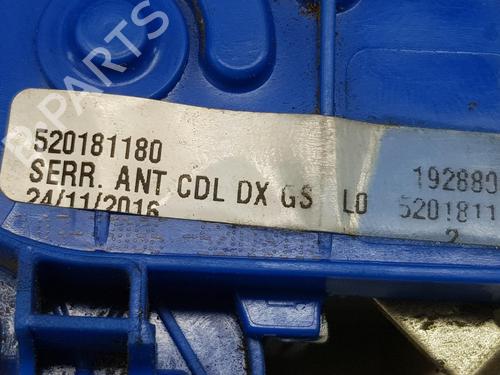 520181180
SERR. ANT CDL DX GS LO
24/11/2016
192880
5201811
2
B-PARTS